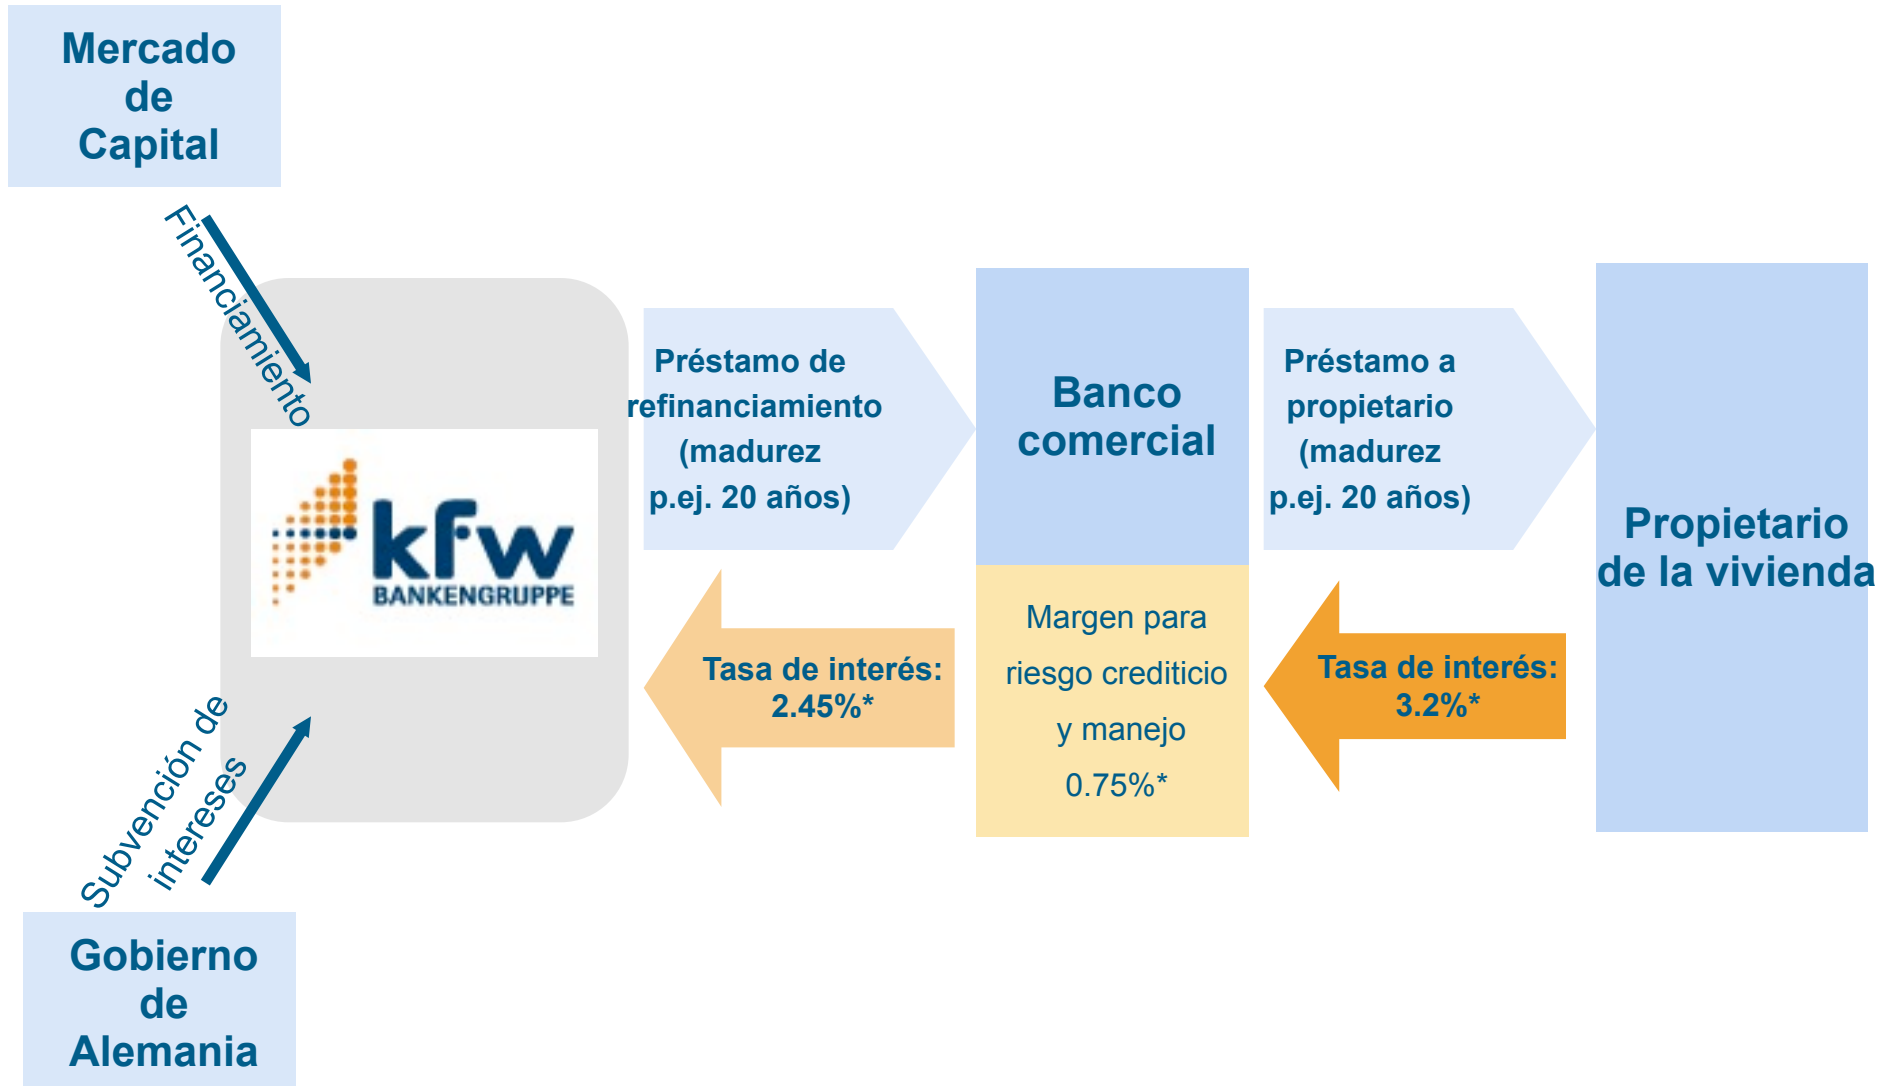 Mercado
de
Capital
Financiamiento
kfw
BANKENGRUPPE
Subvención de
intereses
Gobierno
de
Alemania
Préstamo de
refinanciamiento
(madurez
p.ej. 20 años)
Tasa de interés:
2.45%*
Banco
comercial
Margen para
riesgo crediticio
y manejo
0.75%*
Préstamo a
propietario
(madurez
p.ej. 20 años)
Tasa de interés:
3.2%*
Propietario
de la vivienda